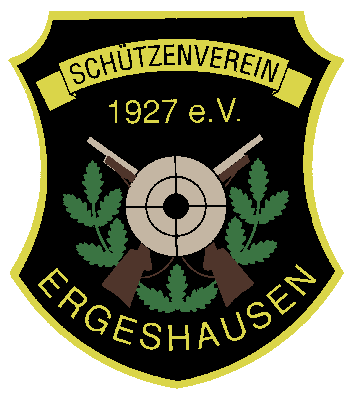 SCHÜTZENVEREIN
1927 e.V.
ERGESHAUSEN